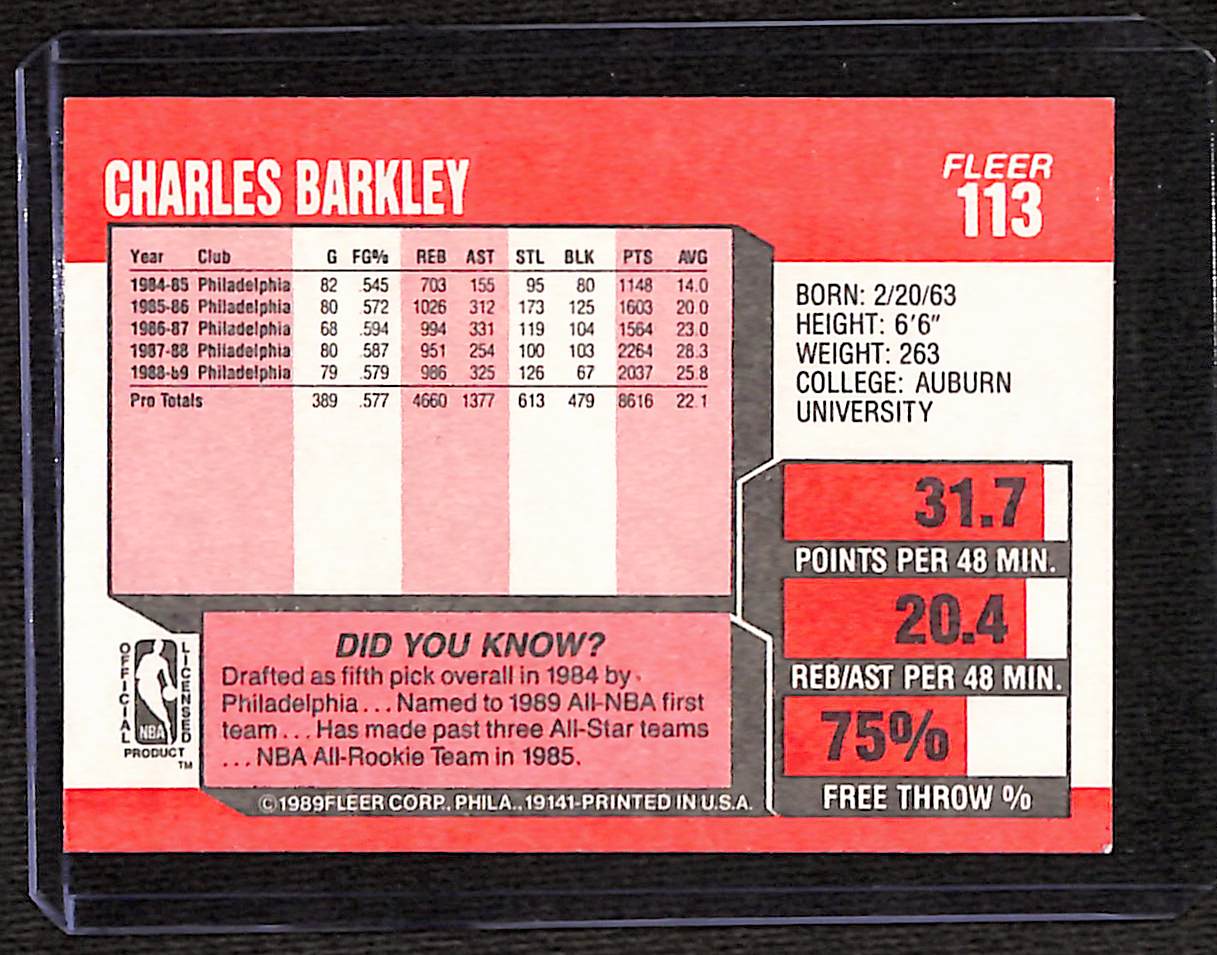 CHARLES BARKLEY
FLEER
113
Year Club G FG% REB AST STL BLK PTS AVG
1984-85 Philadelphia 82 .545 703 155 95 80 1148 14.0
1985-86 Philadelphia 80 .572 1026 312 173 125 1603 20.0
1986-87 Philadelphia 68 .594 994 331 119 104 1564 23.0
1987-88 Philadelphia 80 .587 951 254 100 103 2264 28.3
1988-89 Philadelphia 79 .579 986 325 126 67 2037 25.8
Pro Totals 389 .577 4660 1377 613 479 8616 22.1
BORN: 2/20/63
HEIGHT: 6'6"
WEIGHT: 263
COLLEGE: AUBURN
UNIVERSITY
31.7
POINTS PER 48 MIN.
20.4
REB/AST PER 48 MIN.
75%
FREE THROW %
DID YOU KNOW?
Drafted as fifth pick overall in 1984 by
Philadelphia...Named to 1989 All-NBA first
team...Has made past three All-Star teams
...NBA All-Rookie Team in 1985.
OFFICIAL
NBA
LICENSED
PRODUCT
TM
©1989 FLEER CORP., PHILA., 19141-PRINTED IN U.S.A.